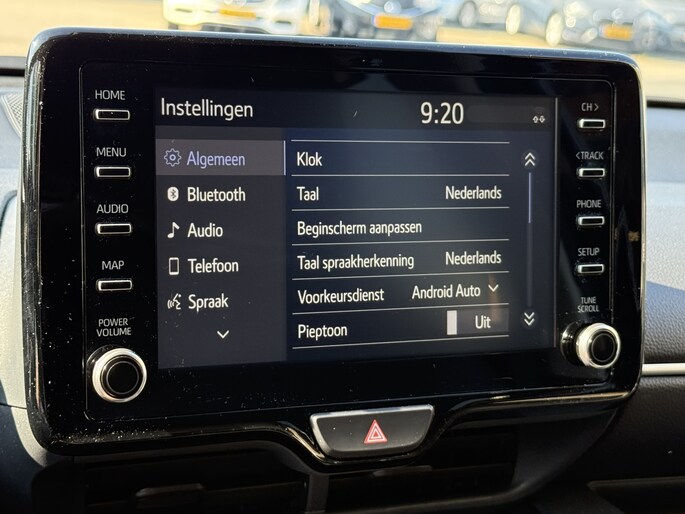 HOME
MENU
AUDIO
MAP
POWER
VOLUME
Instellingen
9:20
Algemeen
Bluetooth
Audio
Telefoon
Spraak
Klok
Taal Nederlands
Beginscherm aanpassen
Taal spraakherkenning Nederlands
Voorkeursdienst Android Auto
Pieptoon Uit
CH >
< TRACK
PHONE
SETUP
TUNE
SCROLL